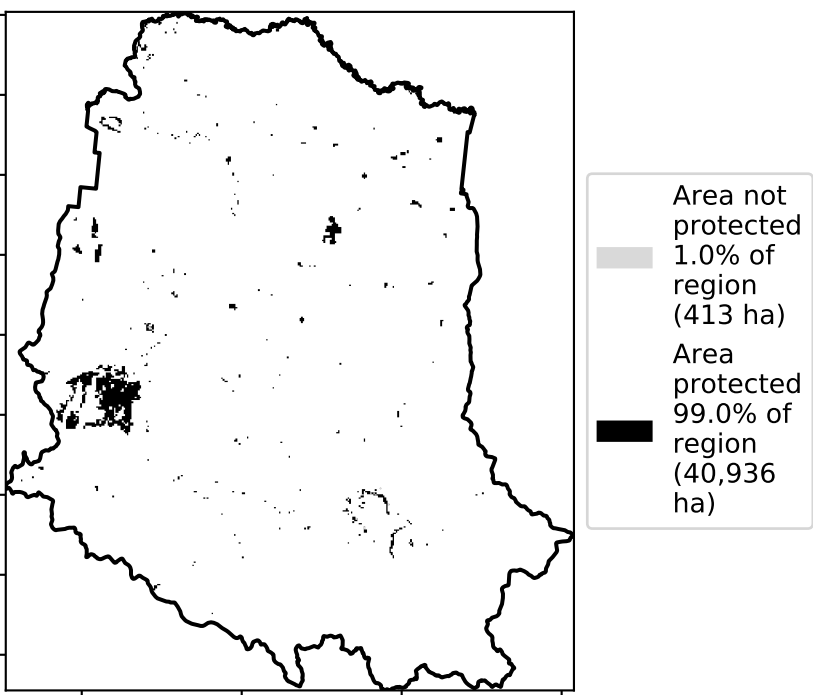 Area not
protected
1.0% of
region
(413 ha)
Area
protected
99.0% of
region
(40,936
ha)